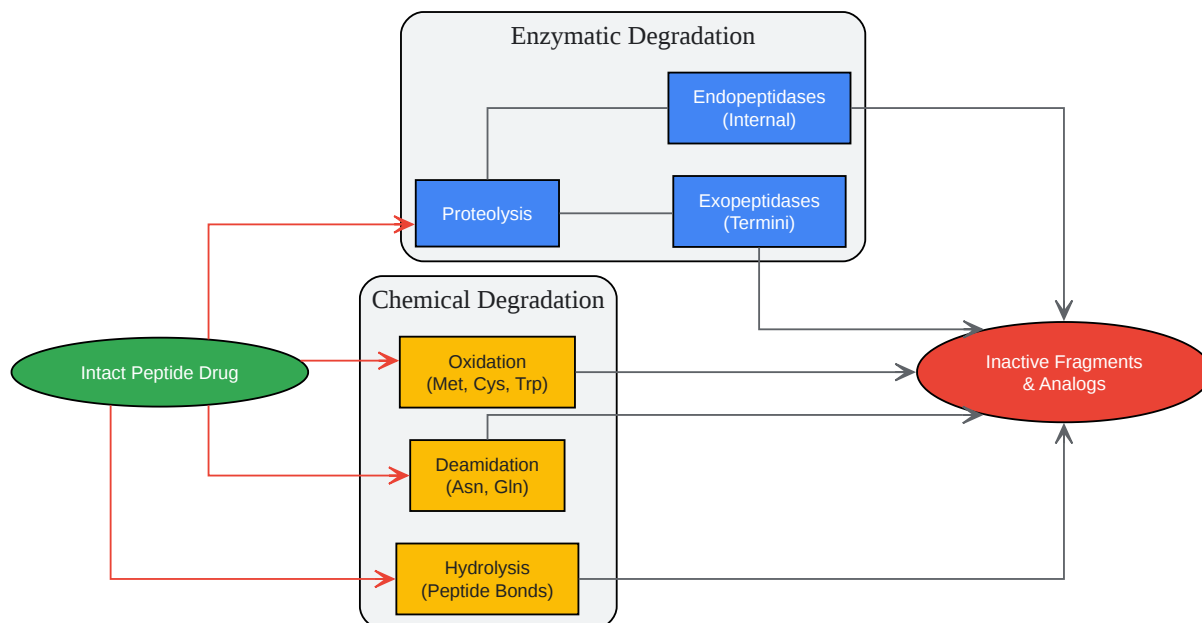 Enzymatic Degradation
Endopeptidases
(Internal)
Proteolysis
Exopeptidases
(Termini)
Chemical Degradation
Intact Peptide Drug
Oxidation
(Met, Cys, Trp)
Inactive Fragments
& Analogs
Deamidation
(Asn, Gln)
Hydrolysis
(Peptide Bonds)